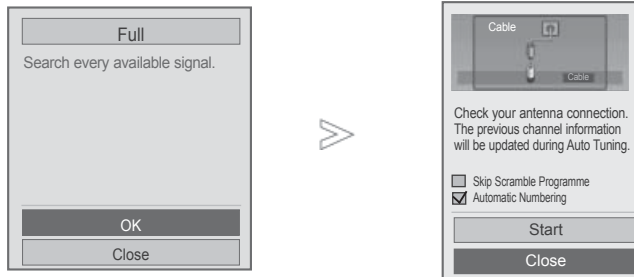 Full
Search every available signal.
OK
Close
Cable
Cable
Check your antenna connection.
The previous channel information
will be updated during Auto Tuning.
Skip Scramble Programme
Automatic Numbering
Start
Close